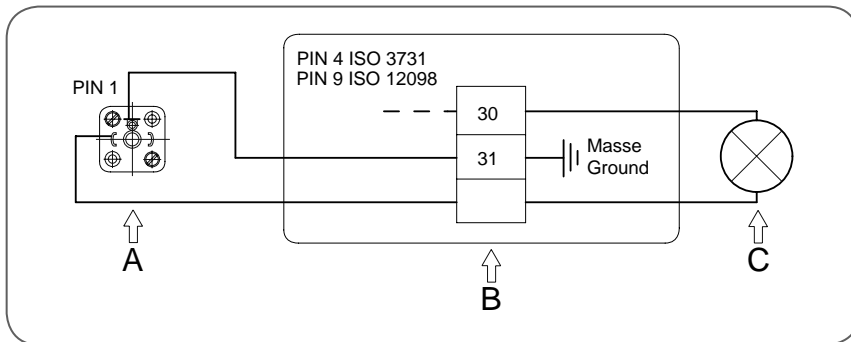 PIN 4 ISO 3731
PIN 9 ISO 12098
PIN 1
30
31
Masse
Ground
A
B
C